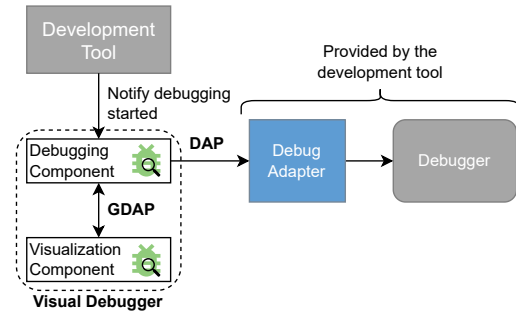 Development
Tool
Provided by the
development tool
Notify debugging
started
Debugging
Component
DAP
Debug
Adapter
Debugger
GDAP
Visualization
Component
Visual Debugger